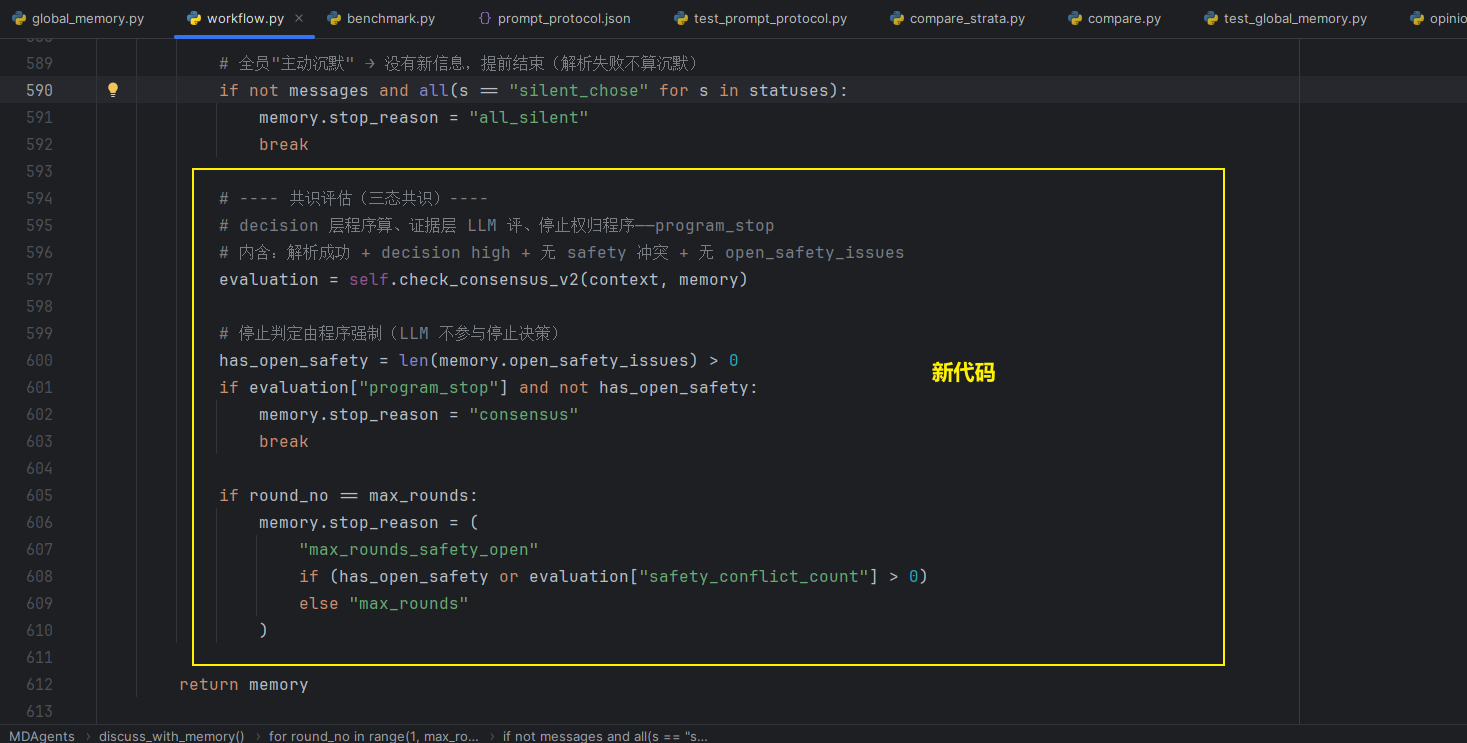 global_memory.py workflow.py × benchmark.py {} prompt_protocol.json test_prompt_protocol.py compare_strata.py compare.py test_global_memory.py opinio
589 # 全员"主动沉默" → 没有新信息，提前结束（解析失败不算沉默）
590 if not messages and all(s == "silent_chose" for s in statuses):
591 memory.stop_reason = "all_silent"
592 break
593
594 # ---- 共识评估（三态共识）----
595 # decision 层程序算、证据层 LLM 评、停止权归程序——program_stop
596 # 内含：解析成功 + decision high + 无 safety 冲突 + 无 open_safety_issues
597 evaluation = self.check_consensus_v2(context, memory)
598
599 # 停止判定由程序强制（LLM 不参与停止决策）
600 has_open_safety = len(memory.open_safety_issues) > 0
601 if evaluation["program_stop"] and not has_open_safety:
602 memory.stop_reason = "consensus"
603 break
604
605 if round_no == max_rounds:
606 memory.stop_reason = (
607 "max_rounds_safety_open"
608 if (has_open_safety or evaluation["safety_conflict_count"] > 0)
609 else "max_rounds"
610 )
611
612 return memory
613
新代码
MDAgents › discuss_with_memory() › for round_no in range(1, max_ro... › if not messages and all(s == "s...